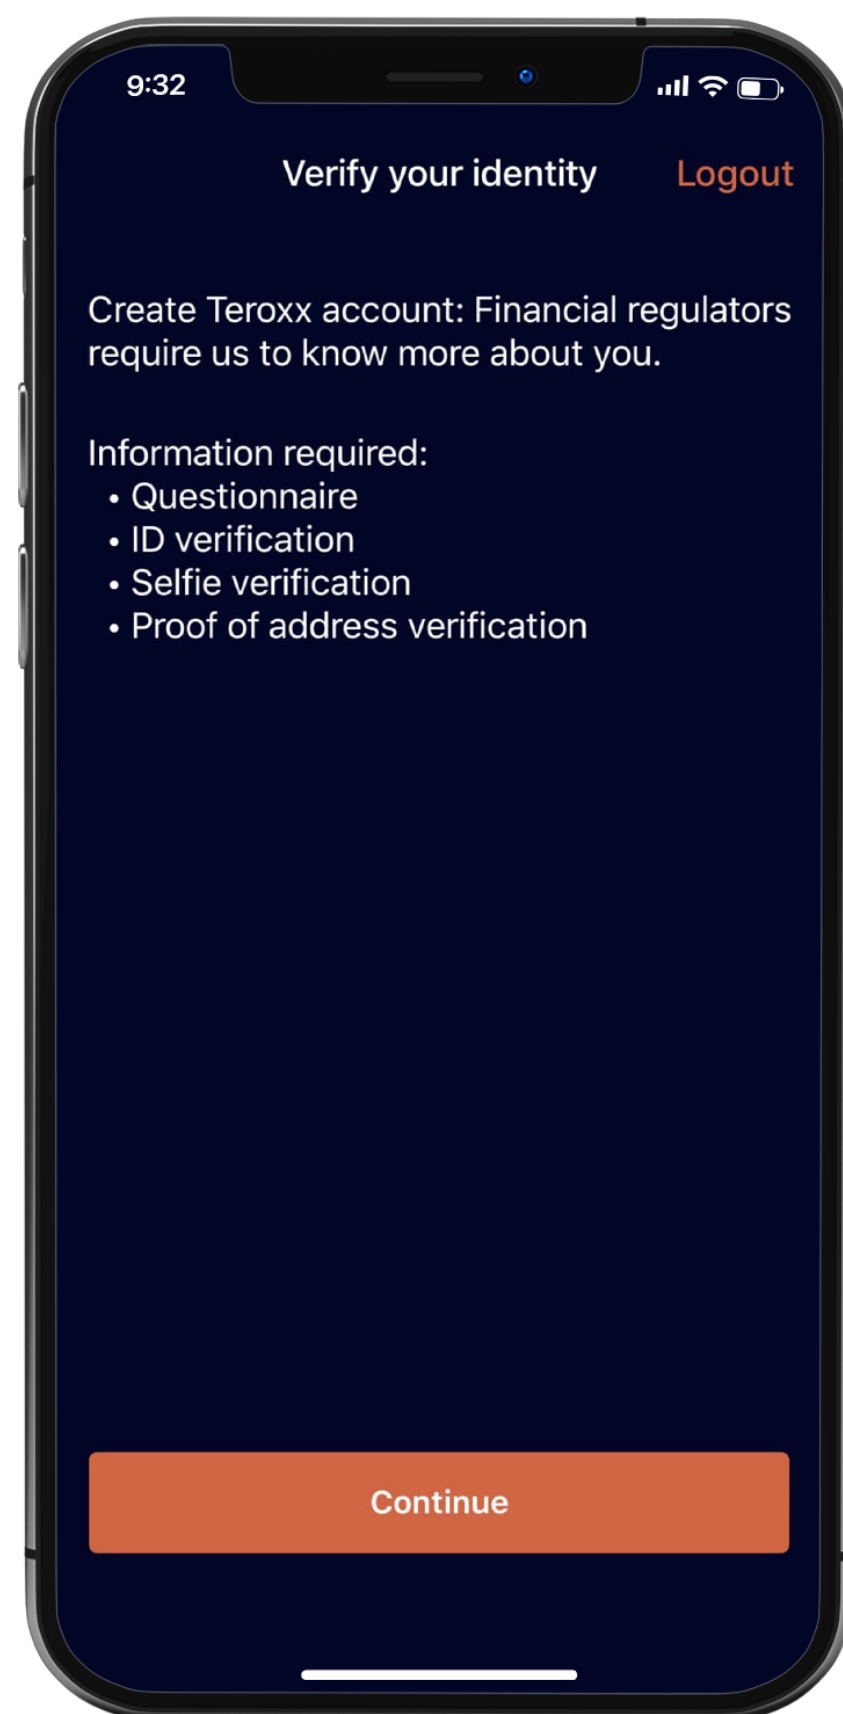 9:32
Verify your identity
Logout
Create Teroxx account: Financial regulators
require us to know more about you.
Information required:
• Questionnaire
• ID verification
• Selfie verification
• Proof of address verification
Continue